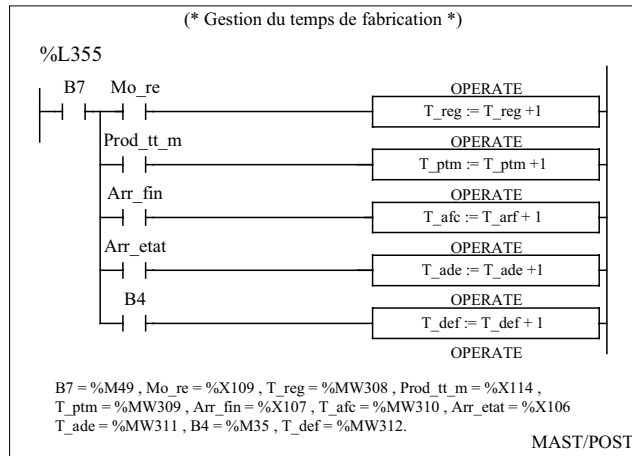 (* Gestion du temps de fabrication *)
%L355
B7 Mo_re
OPERATE
T_reg := T_reg +1
Prod_tt_m
OPERATE
T_ptm := T_ptm +1
Arr_fin
OPERATE
T_afc := T_arf + 1
Arr_etat
OPERATE
T_ade := T_ade +1
B4
OPERATE
T_def := T_def + 1
OPERATE
B7 = %M49 , Mo_re = %X109 , T_reg = %MW308 , Prod_tt_m = %X114 ,
T_ptm = %MW309 , Arr_fin = %X107 , T_afc = %MW310 , Arr_etat = %X106
T_ade = %MW311 , B4 = %M35 , T_def = %MW312.
MAST/POST